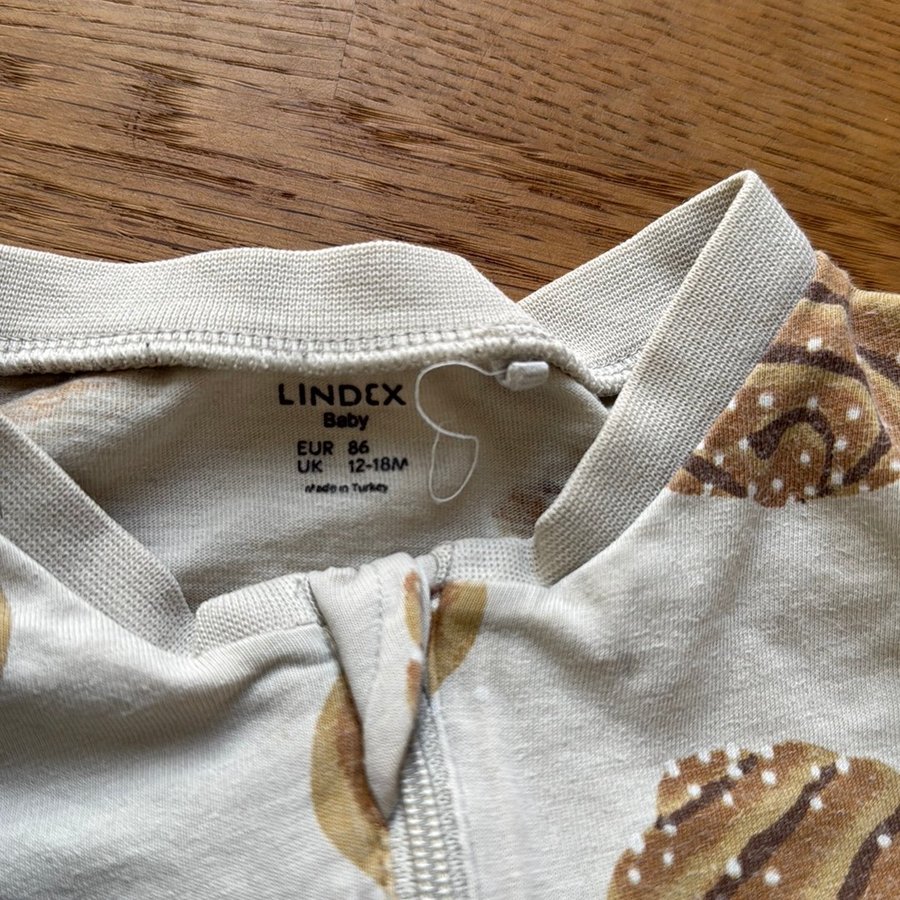 LINDEX
Baby
EUR 86
UK 12-18M
Made in Turkey